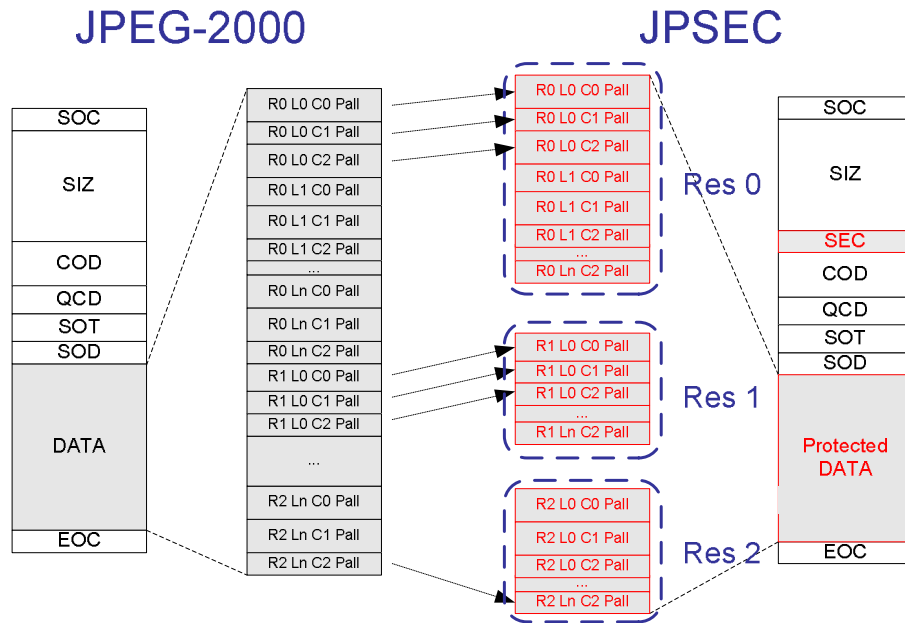 JPEG-2000
JPSEC
SOC
SIZ
COD
QCD
SOT
SOD
DATA
EOC
R0 L0 C0 Pall
R0 L0 C1 Pall
R0 L0 C2 Pall
R0 L1 C0 Pall
R0 L1 C1 Pall
R0 L1 C2 Pall
...
R0 Ln C0 Pall
R0 Ln C1 Pall
R0 Ln C2 Pall
R1 L0 C0 Pall
R1 L0 C1 Pall
R1 L0 C2 Pall
...
R2 Ln C0 Pall
R2 Ln C1 Pall
R2 Ln C2 Pall
R0 L0 C0 Pall
R0 L0 C1 Pall
R0 L0 C2 Pall
R0 L1 C0 Pall
R0 L1 C1 Pall
R0 L1 C2 Pall
...
R0 Ln C2 Pall
Res 0
R1 L0 C0 Pall
R1 L0 C1 Pall
R1 L0 C2 Pall
...
R1 Ln C2 Pall
Res 1
R2 L0 C0 Pall
R2 L0 C1 Pall
R2 L0 C2 Pall
...
R2 Ln C2 Pall
Res 2
SOC
SIZ
SEC
COD
QCD
SOT
SOD
Protected
DATA
EOC